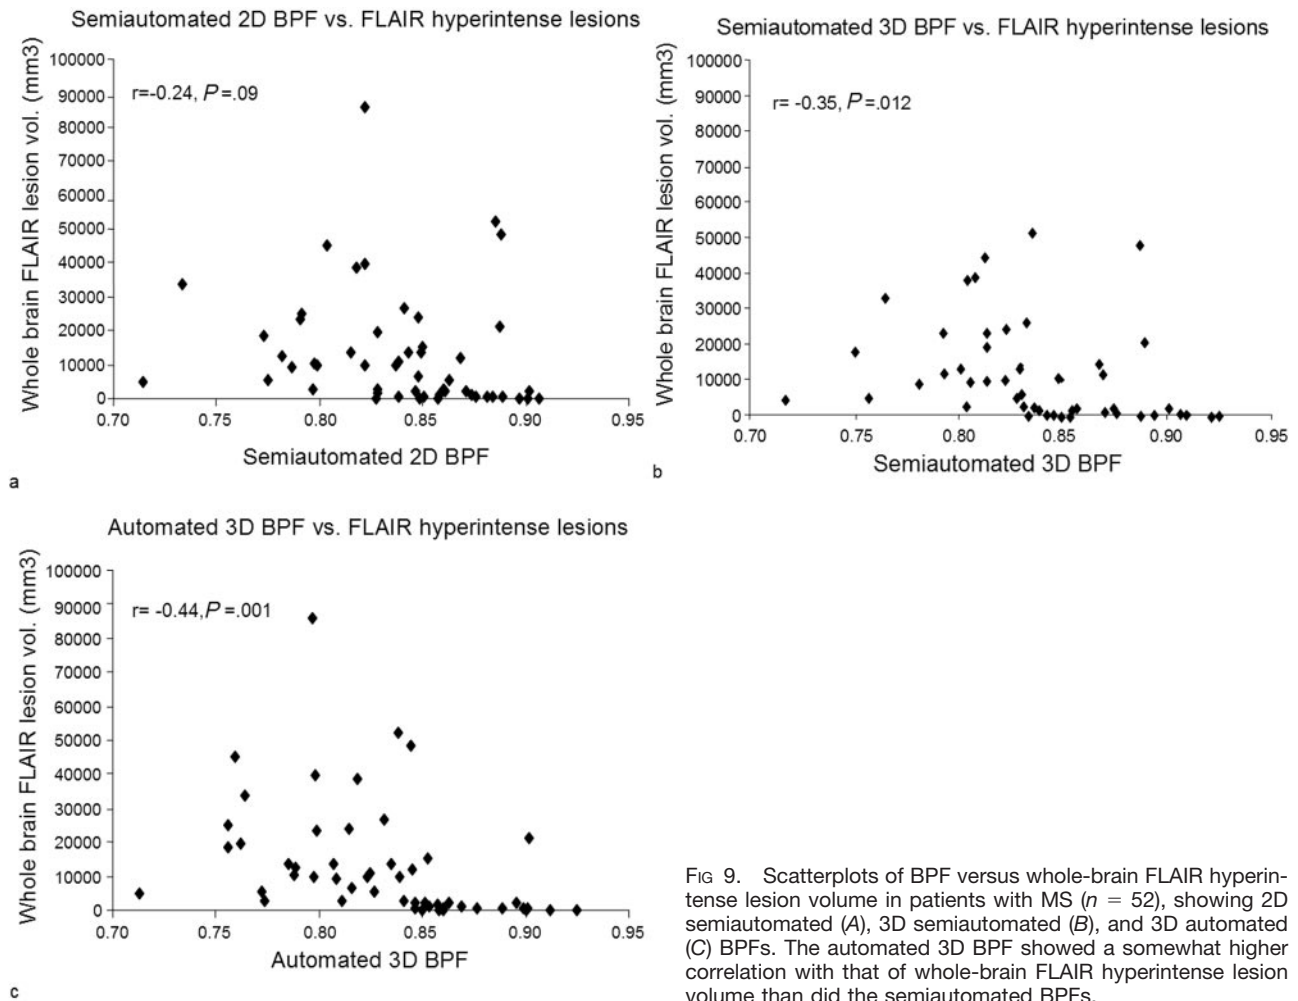 Semiautomated 2D BPF vs. FLAIR hyperintense lesions
Whole brain FLAIR lesion vol. (mm3)
100000
90000
80000
70000
60000
50000
40000
30000
20000
10000
0
r=-0.24, P=.09
0.70 0.75 0.80 0.85 0.90 0.95
Semiautomated 2D BPF
a
Semiautomated 3D BPF vs. FLAIR hyperintense lesions
Whole brain FLAIR lesion vol. (mm3)
100000
90000
80000
70000
60000
50000
40000
30000
20000
10000
0
r= -0.35, P=.012
0.70 0.75 0.80 0.85 0.90 0.95
Semiautomated 3D BPF
b
Automated 3D BPF vs. FLAIR hyperintense lesions
Whole brain FLAIR lesion vol. (mm3)
100000
90000
80000
70000
60000
50000
40000
30000
20000
10000
0
r= -0.44, P=.001
0.70 0.75 0.80 0.85 0.90 0.95
Automated 3D BPF
c
FIG 9. Scatterplots of BPF versus whole-brain FLAIR hyperin-
tense lesion volume in patients with MS (n = 52), showing 2D
semiautomated (A), 3D semiautomated (B), and 3D automated
(C) BPFs. The automated 3D BPF showed a somewhat higher
correlation with that of whole-brain FLAIR hyperintense lesion
volume than did the semiautomated BPFs.